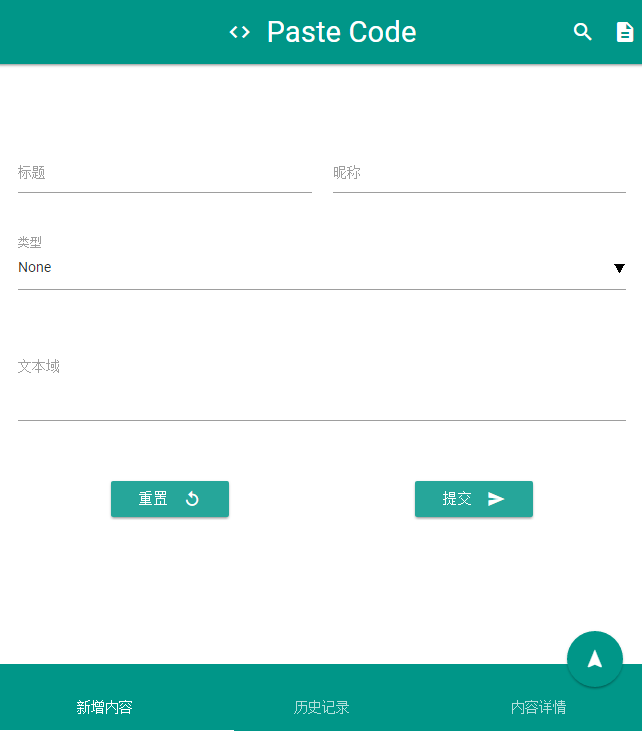 Paste Code
标题 昵称
类型
None
文本域
重置 提交
新增内容 历史记录 内容详情